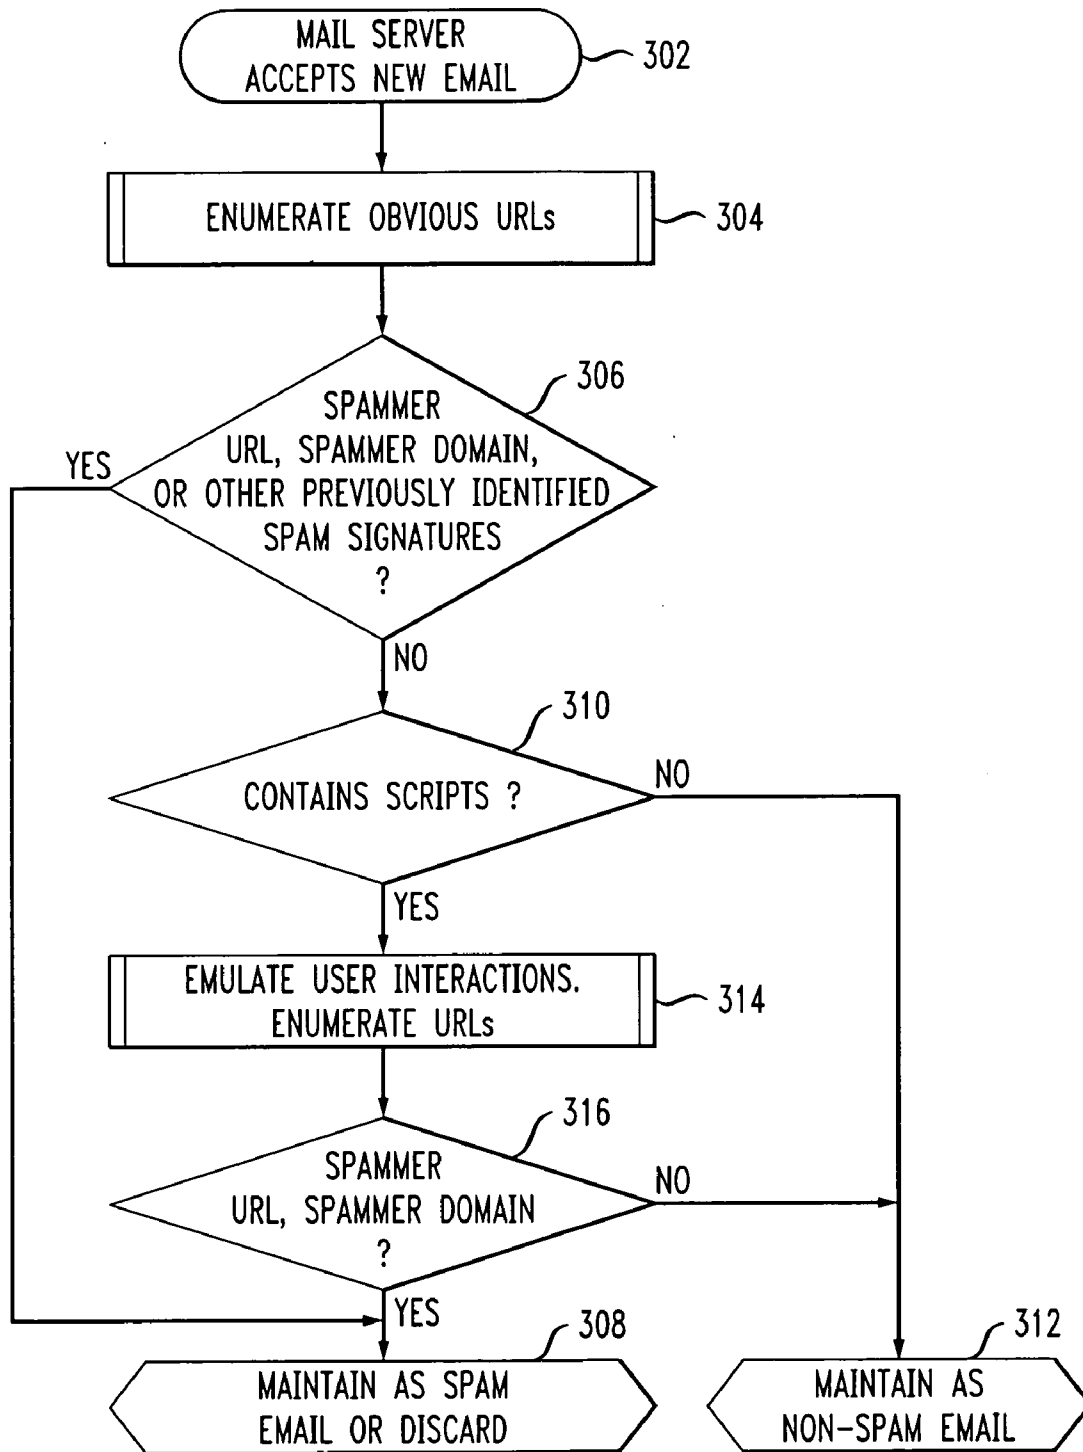 MAIL SERVER
ACCEPTS NEW EMAIL
302
ENUMERATE OBVIOUS URLs
304
306
SPAMMER
URL, SPAMMER DOMAIN,
OR OTHER PREVIOUSLY IDENTIFIED
SPAM SIGNATURES
?
YES
NO
310
CONTAINS SCRIPTS ?
NO
YES
EMULATE USER INTERACTIONS.
ENUMERATE URLs
314
316
SPAMMER
URL, SPAMMER DOMAIN
?
NO
YES
308
MAINTAIN AS SPAM
EMAIL OR DISCARD
312
MAINTAIN AS
NON-SPAM EMAIL